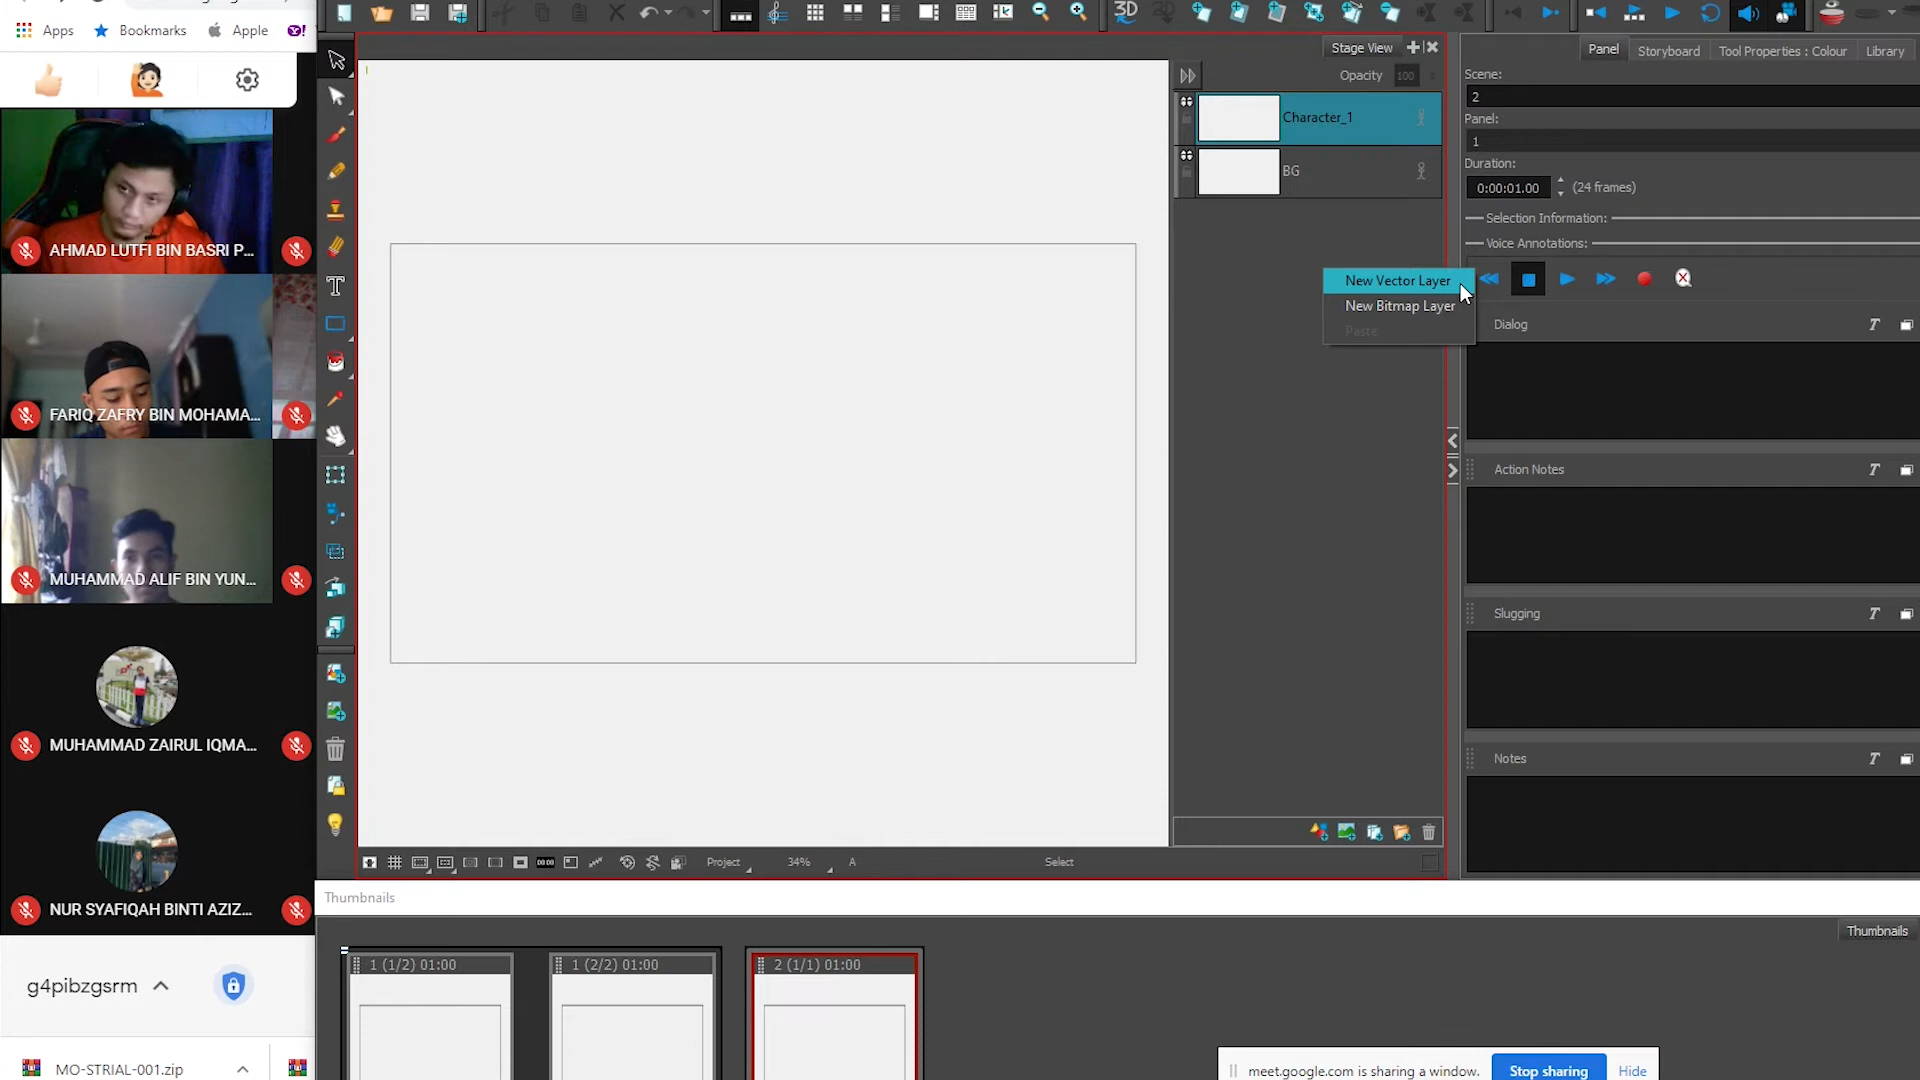 Apps Bookmarks Apple
AHMAD LUTFI BIN BASRI P...
FARIQ ZAFRY BIN MOHAMA...
MUHAMMAD ALIF BIN YUN...
MUHAMMAD ZAIRUL IQMA...
NUR SYAFIQAH BINTI AZIZ...
g4pibzgsrm
MO-STRIAL-001.zip
3D
Stage View
Opacity 100
Character_1
BG
New Vector Layer
New Bitmap Layer
Paste
Project 34% A Select
Panel Storyboard Tool Properties : Colour Library
Scene:
2
Panel:
1
Duration:
0:00:01.00 (24 frames)
Selection Information:
Voice Annotations:
Dialog
Action Notes
Slugging
Notes
Thumbnails
Thumbnails
1 (1/2) 01:00
1 (2/2) 01:00
2 (1/1) 01:00
meet.google.com is sharing a window. Stop sharing Hide